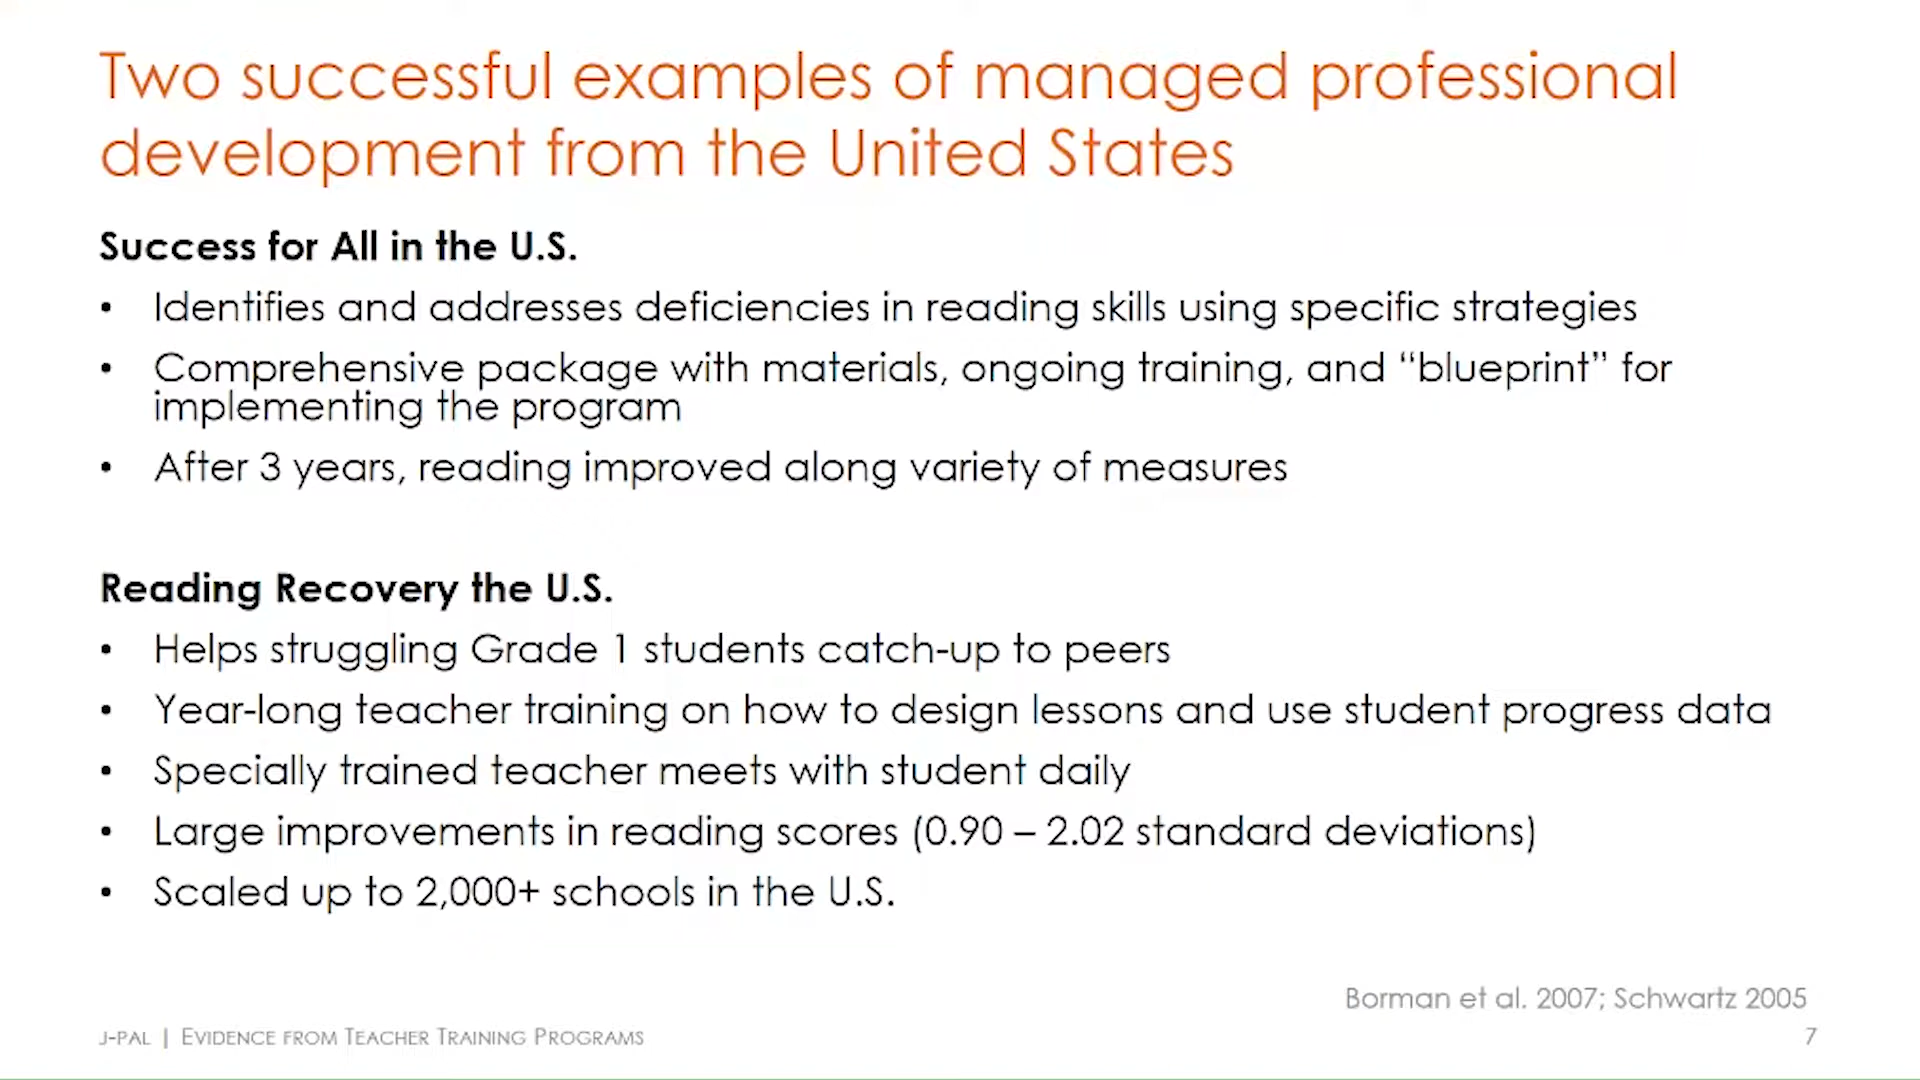 Two successful examples of managed professional
development from the United States
Success for All in the U.S.
• Identifies and addresses deficiencies in reading skills using specific strategies
• Comprehensive package with materials, ongoing training, and “blueprint” for
implementing the program
• After 3 years, reading improved along variety of measures
Reading Recovery the U.S.
• Helps struggling Grade 1 students catch-up to peers
• Year-long teacher training on how to design lessons and use student progress data
• Specially trained teacher meets with student daily
• Large improvements in reading scores (0.90 – 2.02 standard deviations)
• Scaled up to 2,000+ schools in the U.S.
Borman et al. 2007; Schwartz 2005
J-PAL | EVIDENCE FROM TEACHER TRAINING PROGRAMS
7